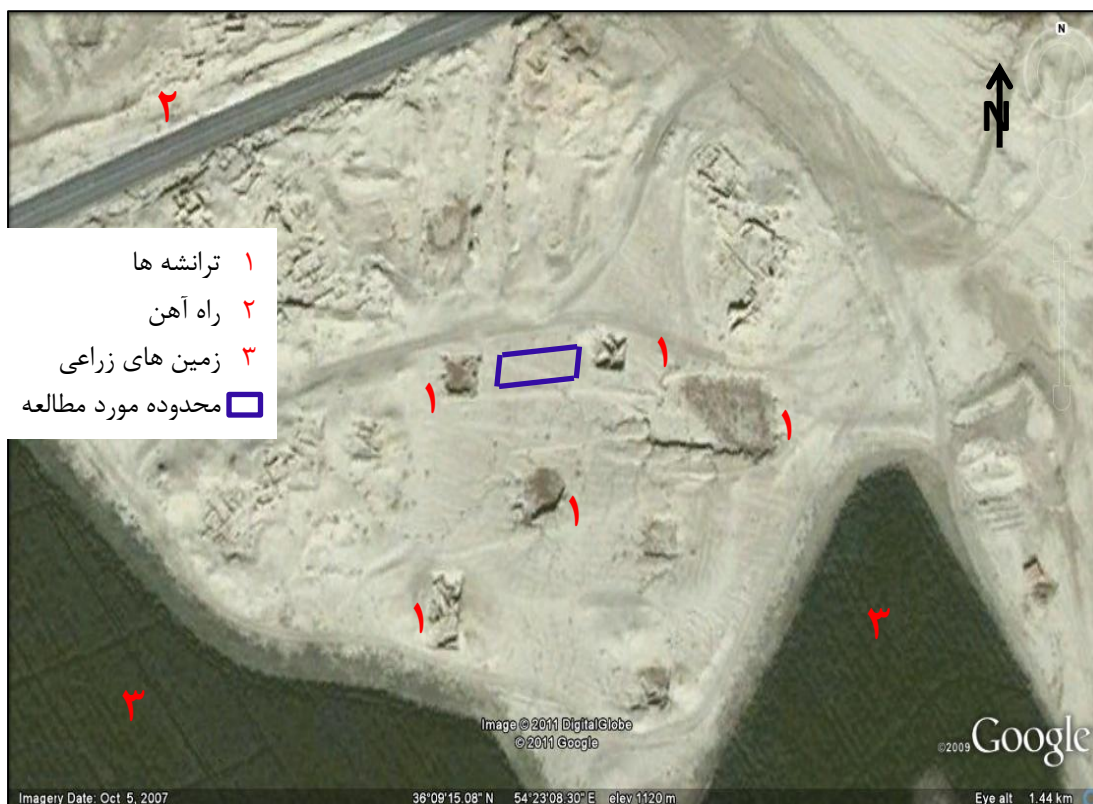 N
۲
N
۱ ترانشه ها
۲ راه آهن
۳ زمین های زراعی
محدوده مورد مطالعه
۱
۱
۱
۱
۱
۳
۳
Image © 2011 DigitalGlobe
© 2011 Google
©2009 Google
Imagery Date: Oct 5, 2007 36°09'15.08" N 54°23'08.30" E elev 1120 m Eye alt 1.44 km